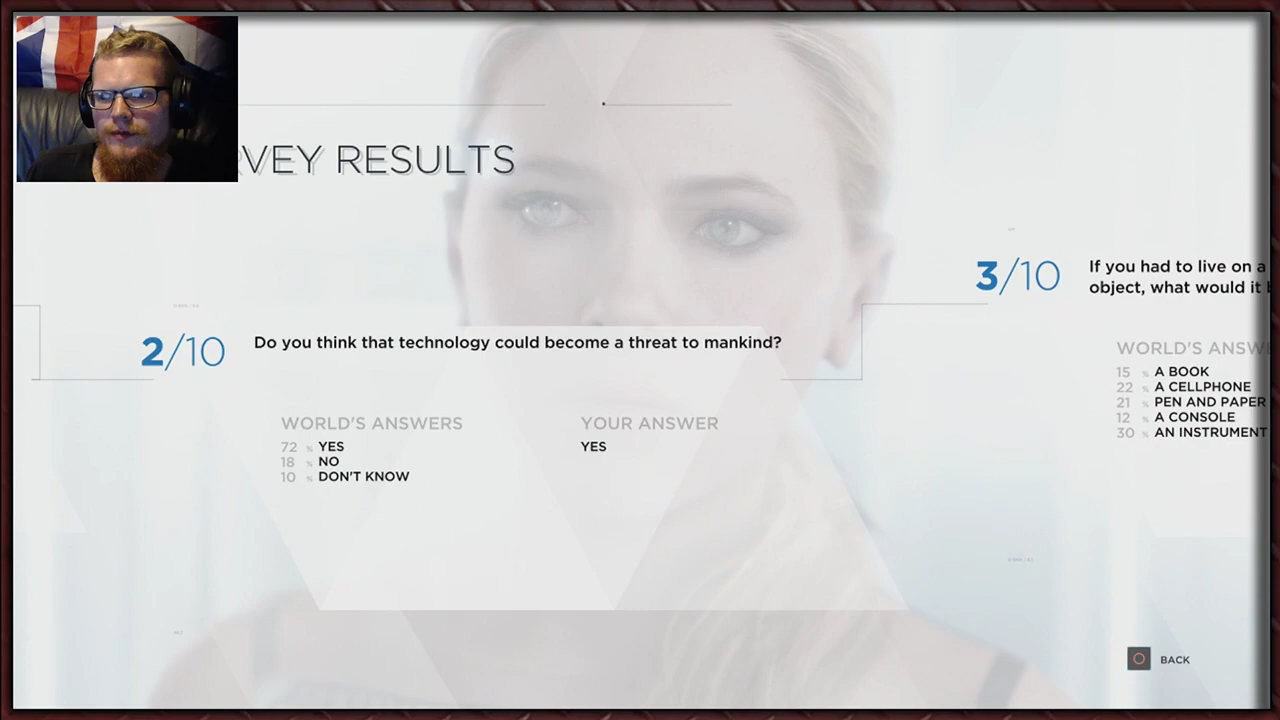 RVEY RESULTS
2/10
Do you think that technology could become a threat to mankind?
WORLD'S ANSWERS
72 % YES
18 % NO
10 % DON'T KNOW
YOUR ANSWER
YES
3/10
If you had to live on a
object, what would it
WORLD'S ANSWE
15 % A BOOK
22 % A CELLPHONE
21 % PEN AND PAPER
12 % A CONSOLE
30 % AN INSTRUMENT
BACK